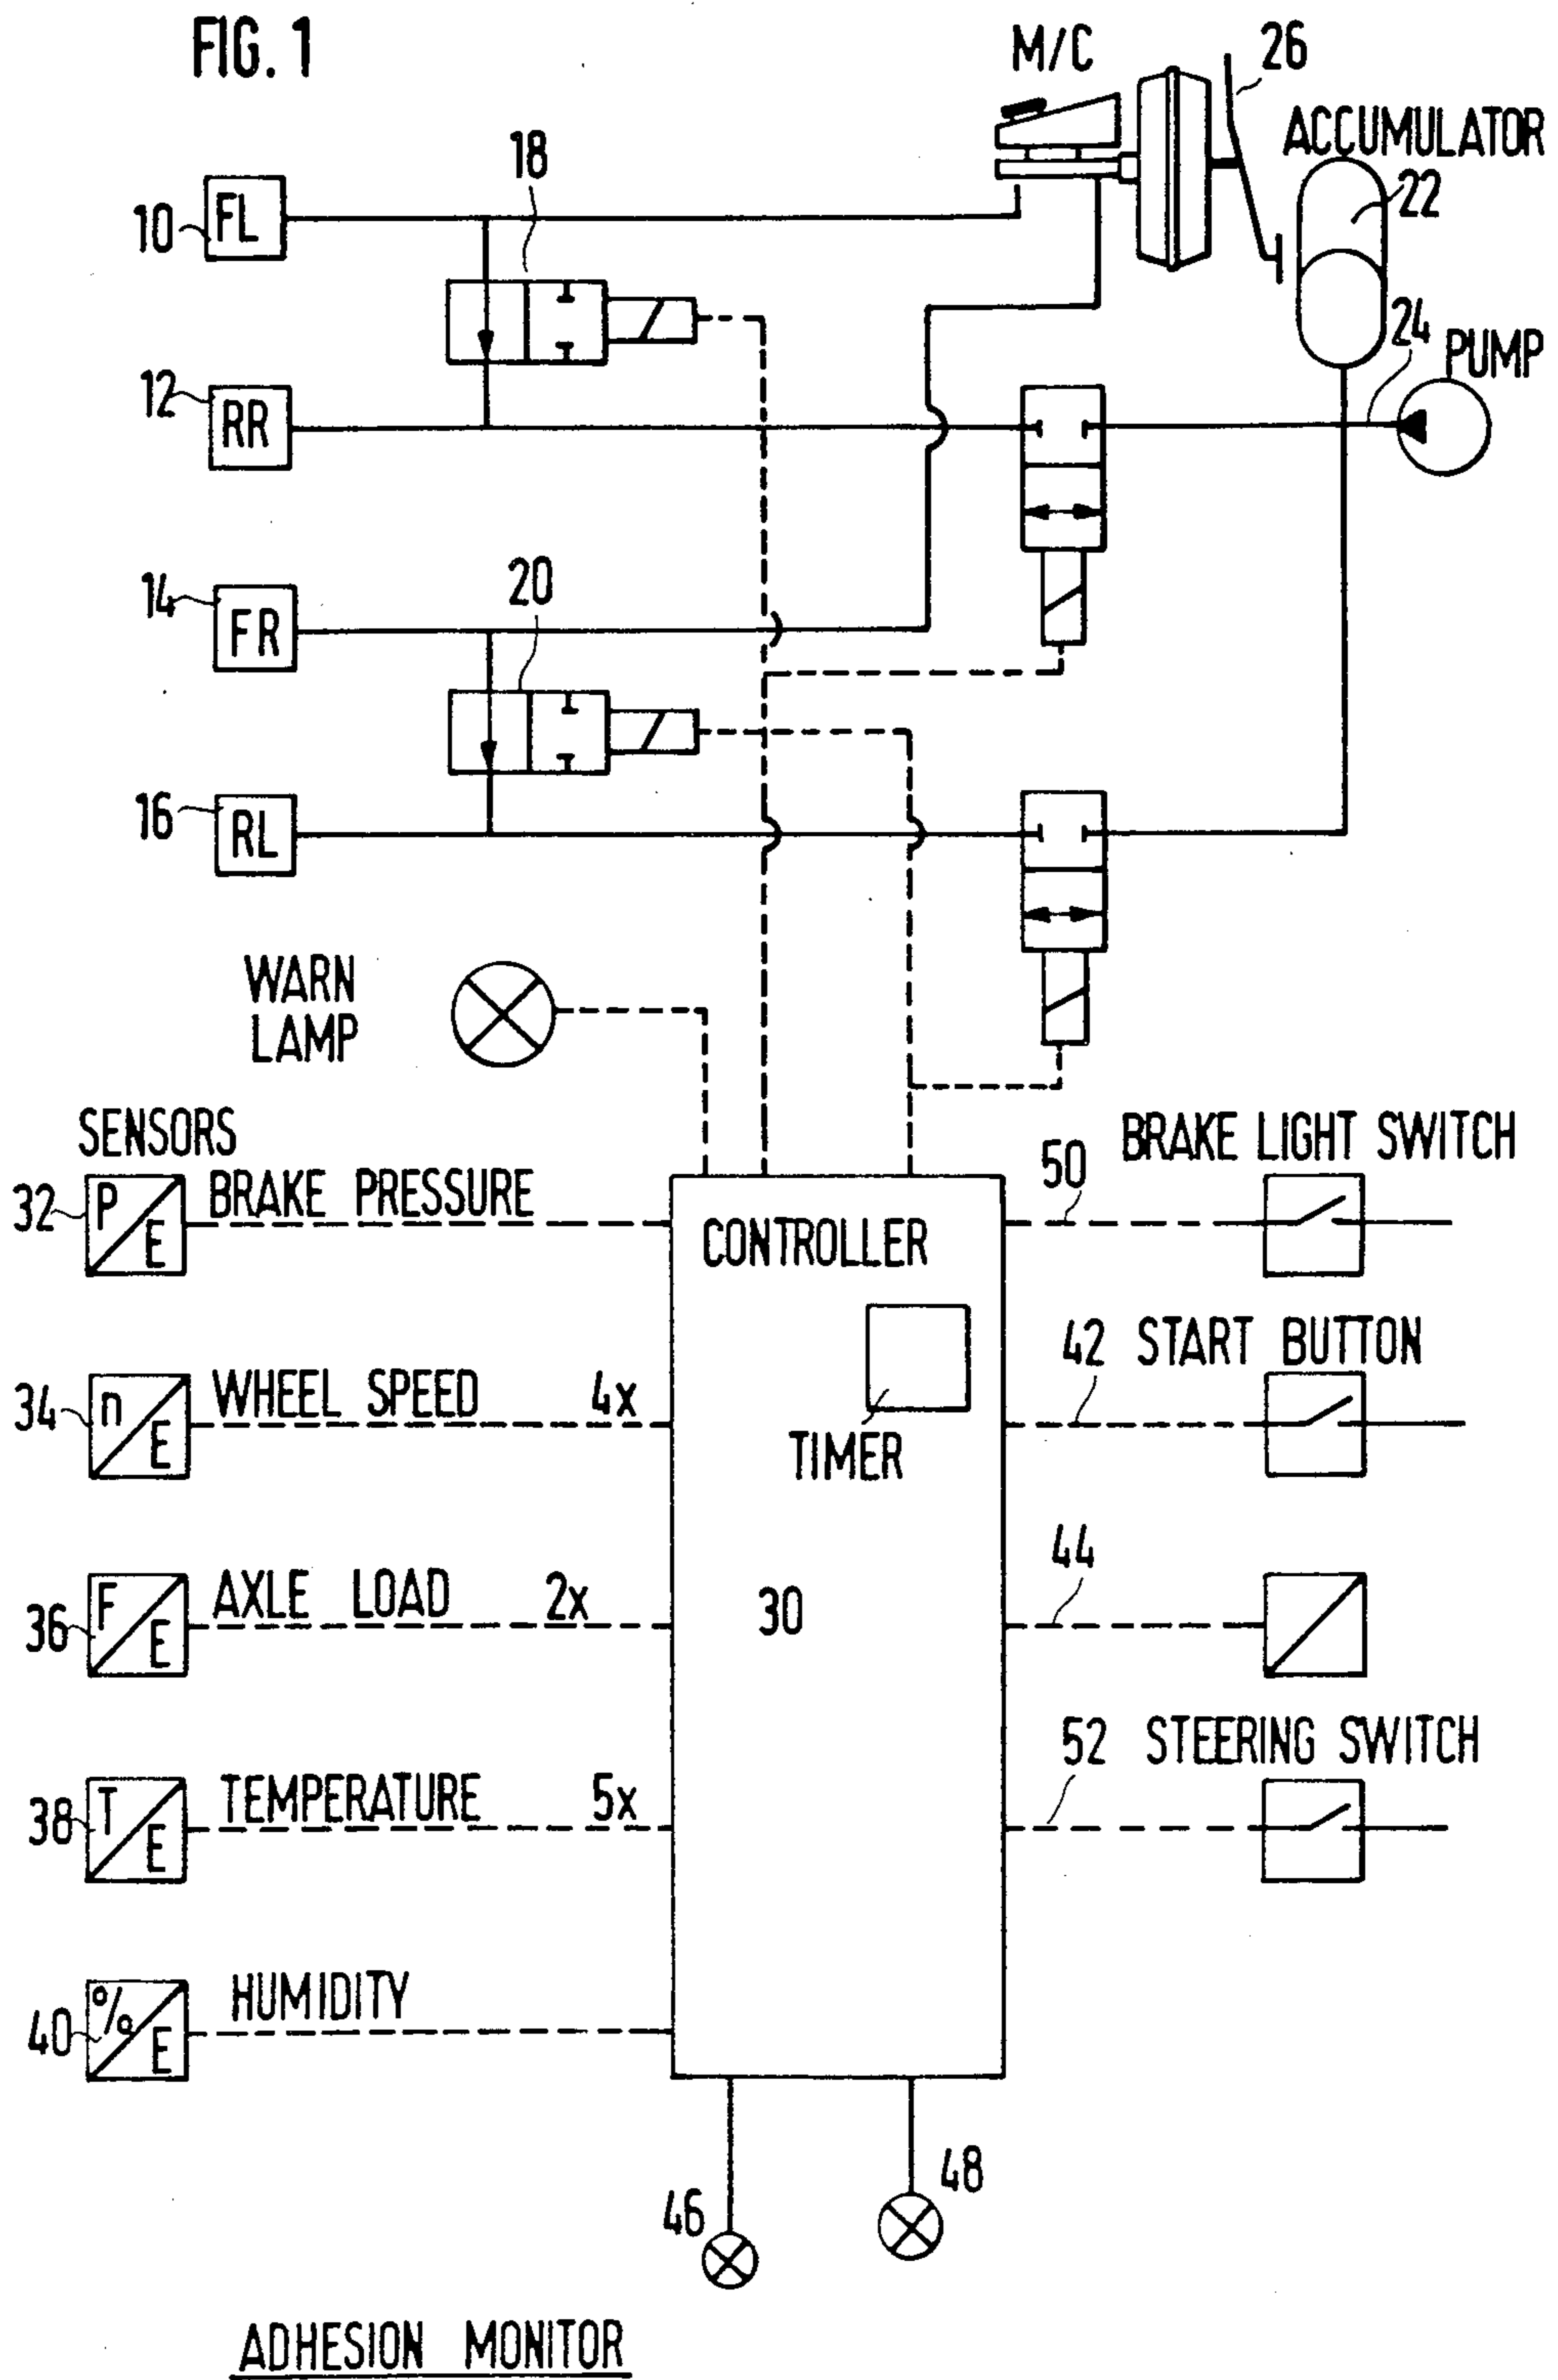 FIG. 1
M/C
26
ACCUMULATOR
18
22
10
FL
24
PUMP
12
RR
14
FR
20
16
RL
WARN
LAMP
SENSORS
BRAKE LIGHT SWITCH
32
P
E
BRAKE PRESSURE
50
CONTROLLER
42
START BUTTON
34
n
E
WHEEL SPEED
4x
TIMER
44
36
F
E
AXLE LOAD
2x
30
52
STEERING SWITCH
38
T
E
TEMPERATURE
5x
40
%
E
HUMIDITY
46
48
ADHESION MONITOR